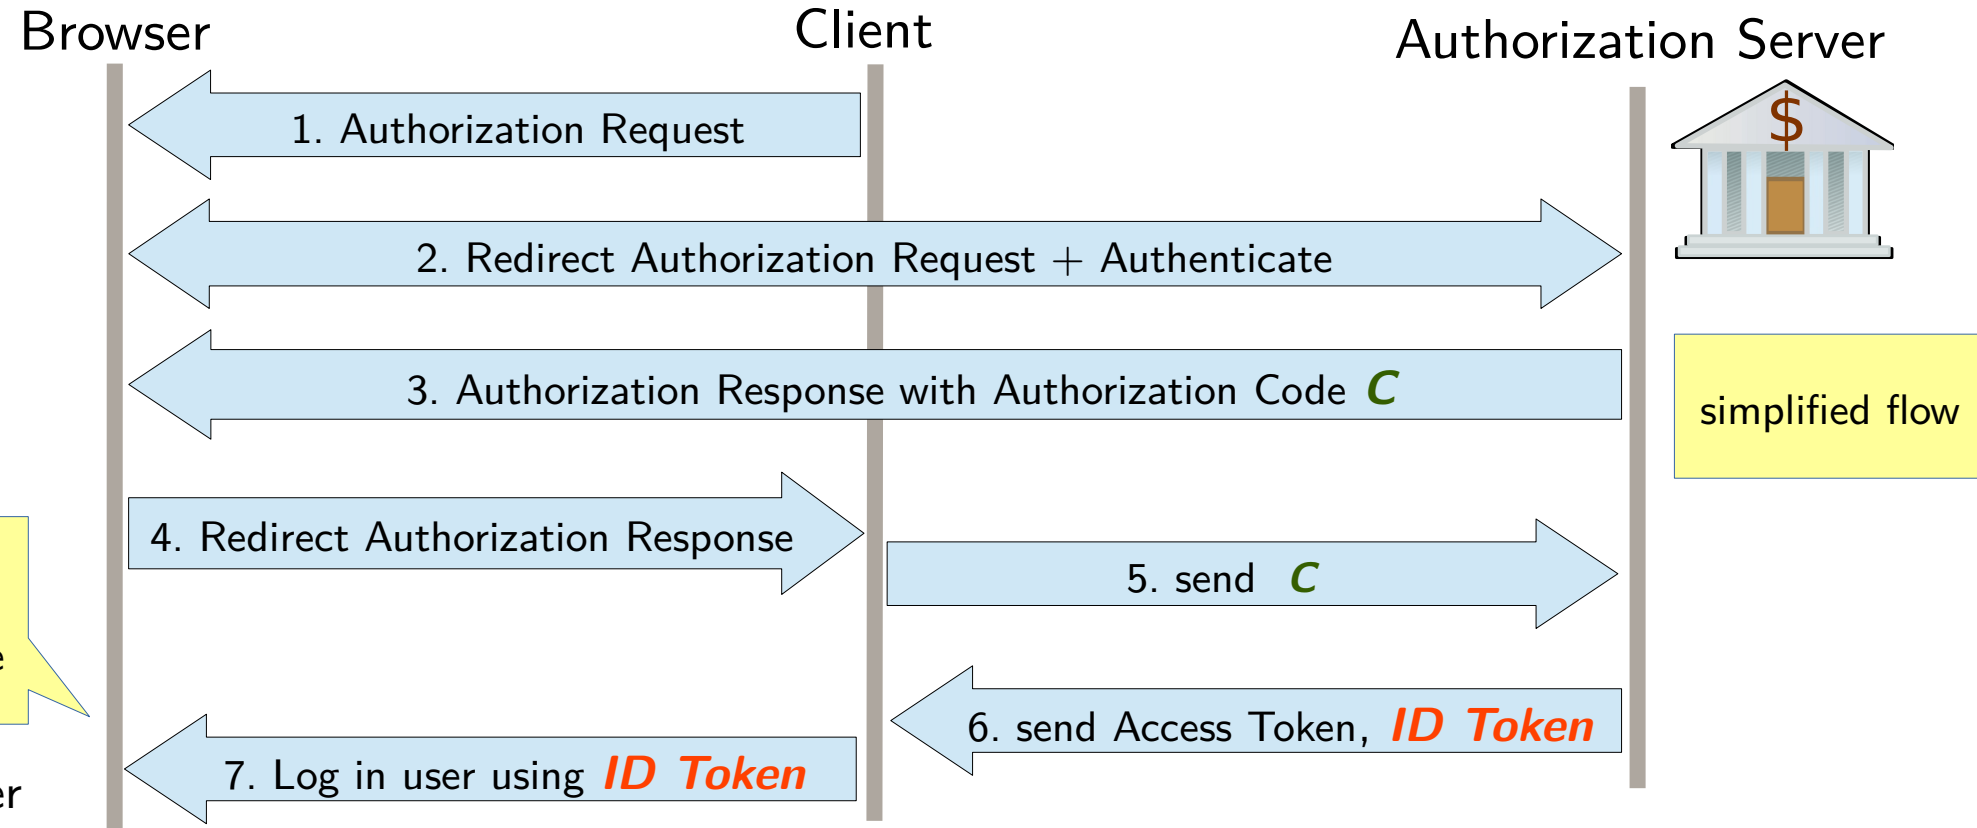 Browser
Client
Authorization Server
$
1. Authorization Request
2. Redirect Authorization Request + Authenticate
3. Authorization Response with Authorization Code C
simplified flow
4. Redirect Authorization Response
5. send C
6. send Access Token, ID Token
7. Log in user using ID Token